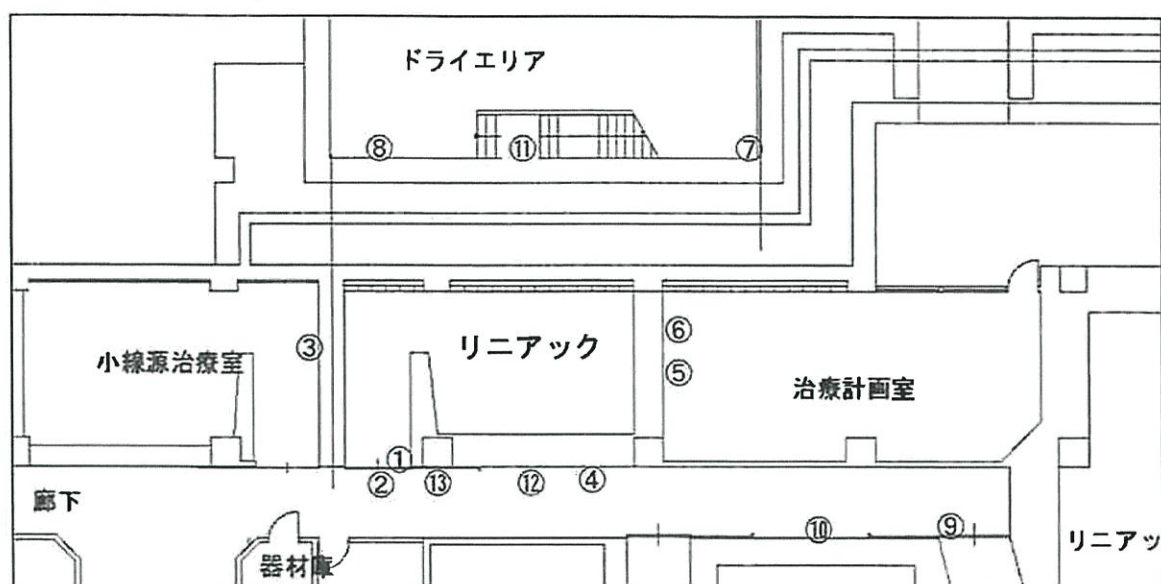 ドライエリア
⑧ ⑪ ⑦
③ リニアック ⑥
小線源治療室 ⑤
治療計画室
①
② ⑬ ⑫ ④
廊下
⑩ ⑨
器材庫 リニアッ